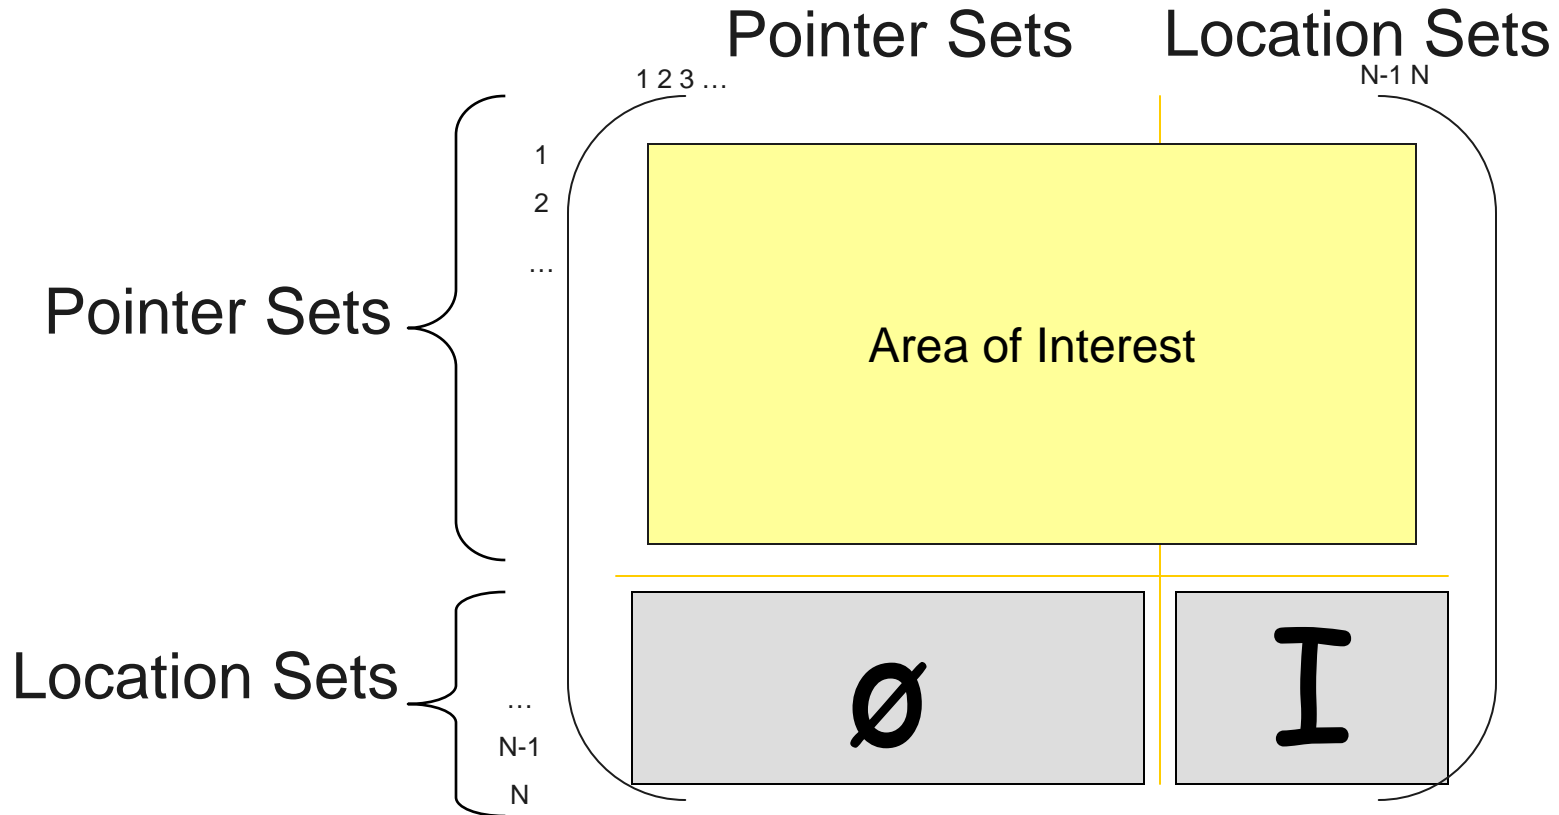 Pointer Sets Location Sets
1 2 3 … N-1 N
1
2
…
Pointer Sets
Area of Interest
Location Sets
…
N-1
N
Ø I